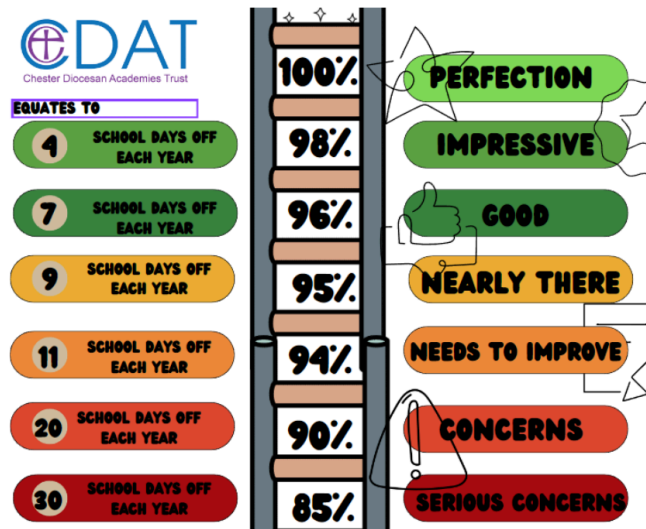 CDAT
Chester Diocesan Academies Trust
100%
PERFECTION
EQUATES TO
4
SCHOOL DAYS OFF
EACH YEAR
98%
IMPRESSIVE
7
SCHOOL DAYS OFF
EACH YEAR
96%
GOOD
9
SCHOOL DAYS OFF
EACH YEAR
95%
NEARLY THERE
11
SCHOOL DAYS OFF
EACH YEAR
94%
NEEDS TO IMPROVE
20
SCHOOL DAYS OFF
EACH YEAR
90%
CONCERNS
30
SCHOOL DAYS OFF
EACH YEAR
85%
SERIOUS CONCERNS